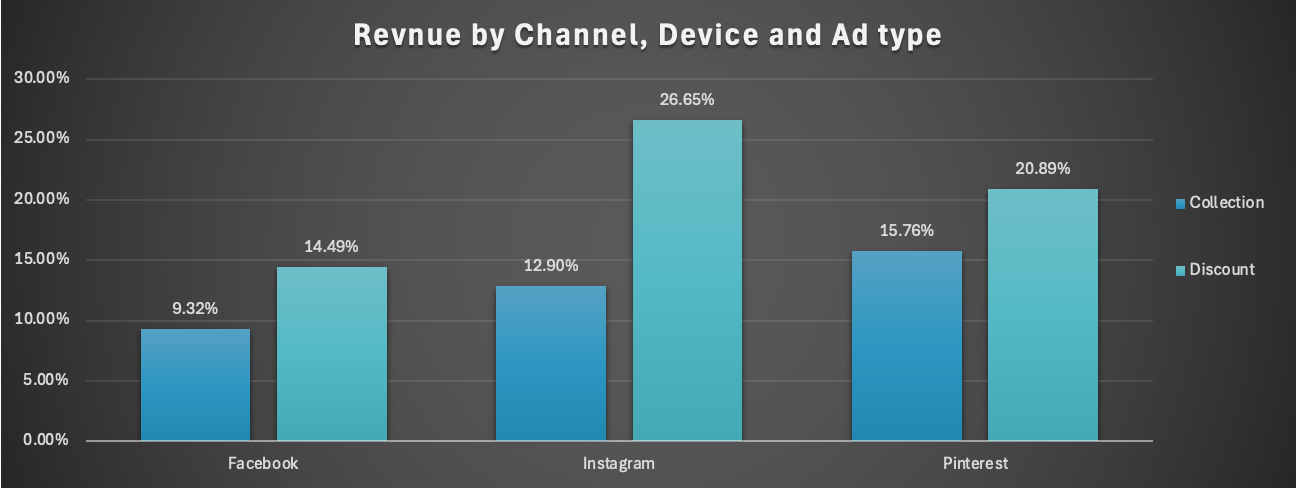 Revnue by Channel, Device and Ad type
30.00%
25.00%
20.00%
15.00%
10.00%
5.00%
0.00%
9.32%
14.49%
12.90%
26.65%
15.76%
20.89%
Facebook
Instagram
Pinterest
Collection
Discount